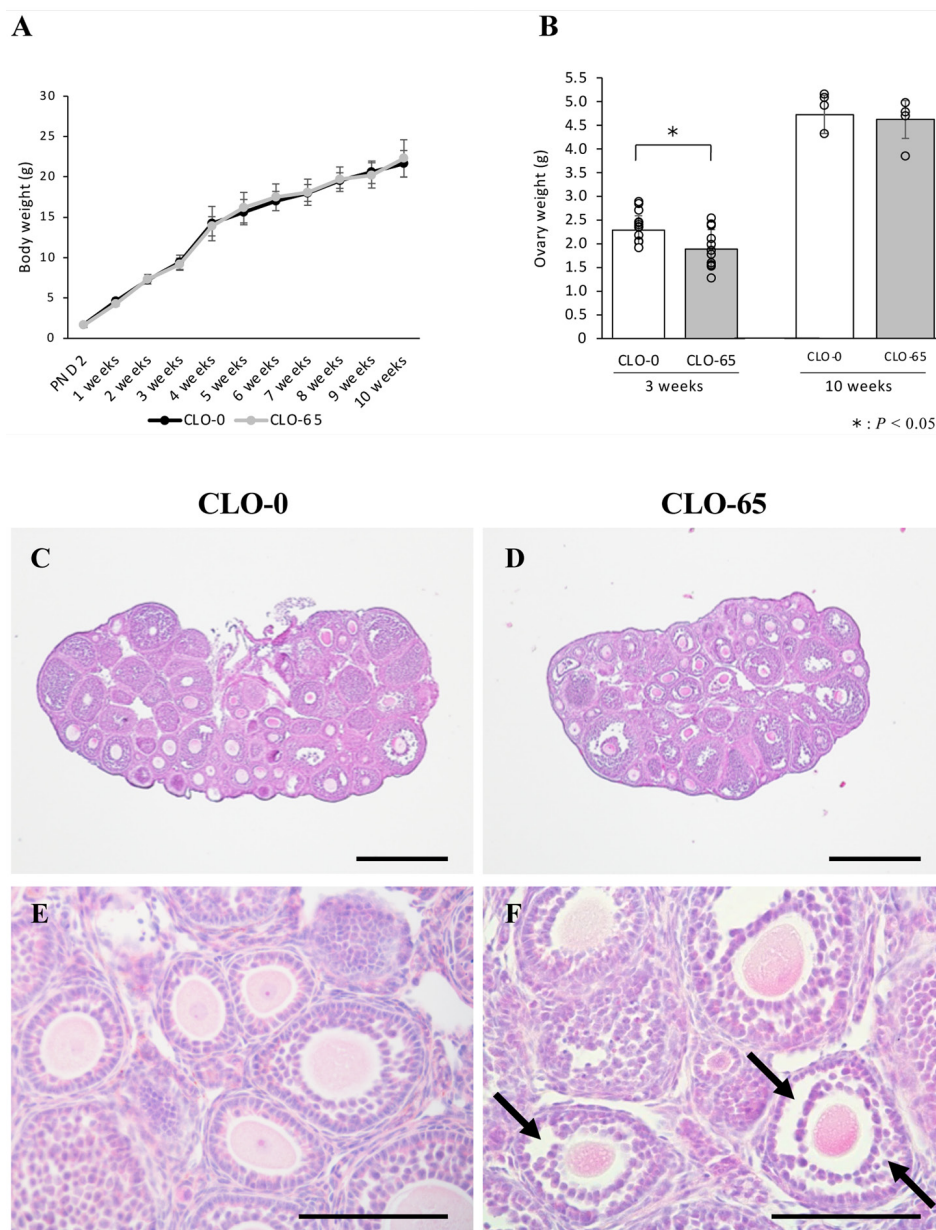 A
B
Body weight (g)
30
25
20
15
10
5
0
PN D 2
1 weeks
2 weeks
3 weeks
4 weeks
5 weeks
6 weeks
7 weeks
8 weeks
9 weeks
10 weeks
CLO-0 CLO-65
Ovary weight (g)
5.5
5.0
4.5
4.0
3.5
3.0
2.5
2.0
1.5
1.0
0.5
0
*
CLO-0 CLO-65 CLO-0 CLO-65
3 weeks 10 weeks
* : P < 0.05
CLO-0 CLO-65
C D
E F